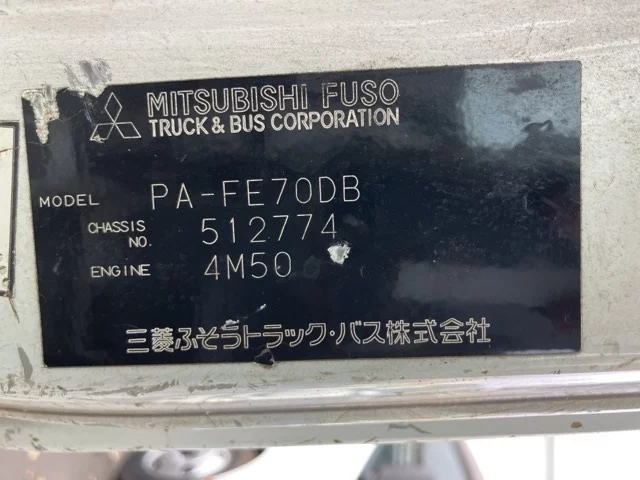 MITSUBISHI FUSO
TRUCK & BUS CORPORATION
MODEL PA-FE70DB
CHASSIS NO. 512774
ENGINE 4M50
三菱ふそうトラック・バス株式会社